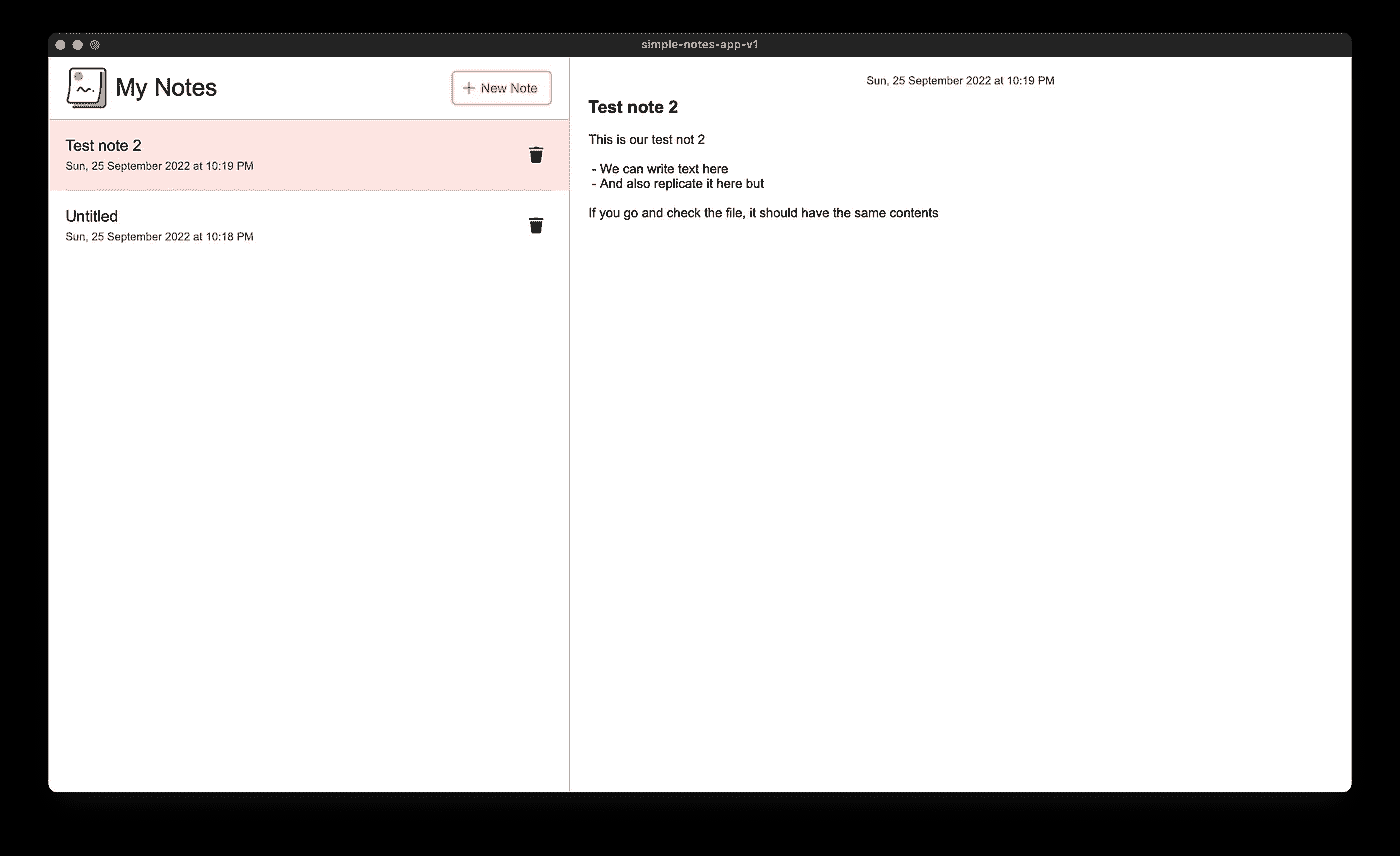 simple-notes-app-v1
My Notes
New Note
Test note 2
Sun, 25 September 2022 at 10:19 PM
Untitled
Sun, 25 September 2022 at 10:18 PM
Sun, 25 September 2022 at 10:19 PM
Test note 2
This is our test not 2
- We can write text here
- And also replicate it here but
If you go and check the file, it should have the same contents